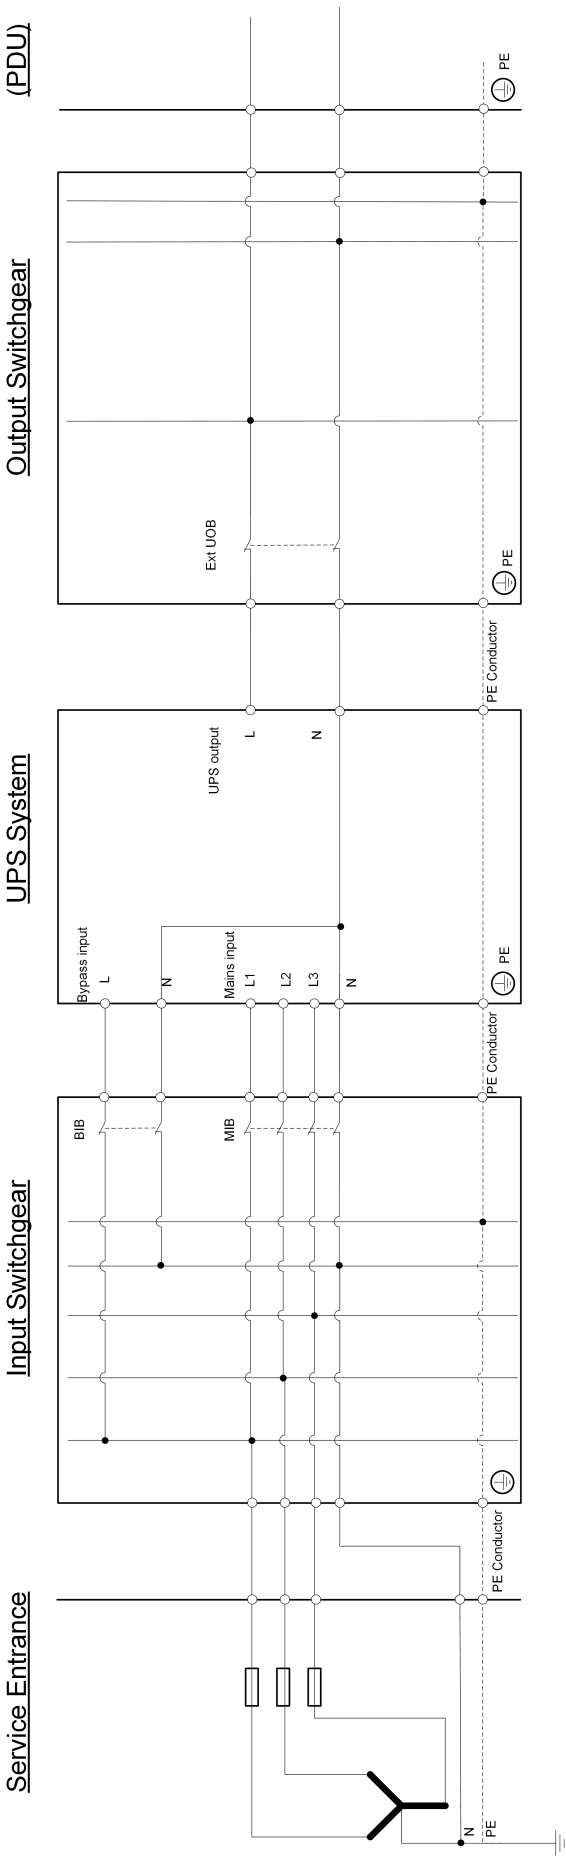 Service Entrance
N
PE
PE Conductor
Input Switchgear
BIB
MIB
PE Conductor
UPS System
Bypass input
L
N
Mains input
L1
L2
L3
N
PE
UPS output
L
N
PE Conductor
Output Switchgear
Ext UOB
PE
(PDU)
PE